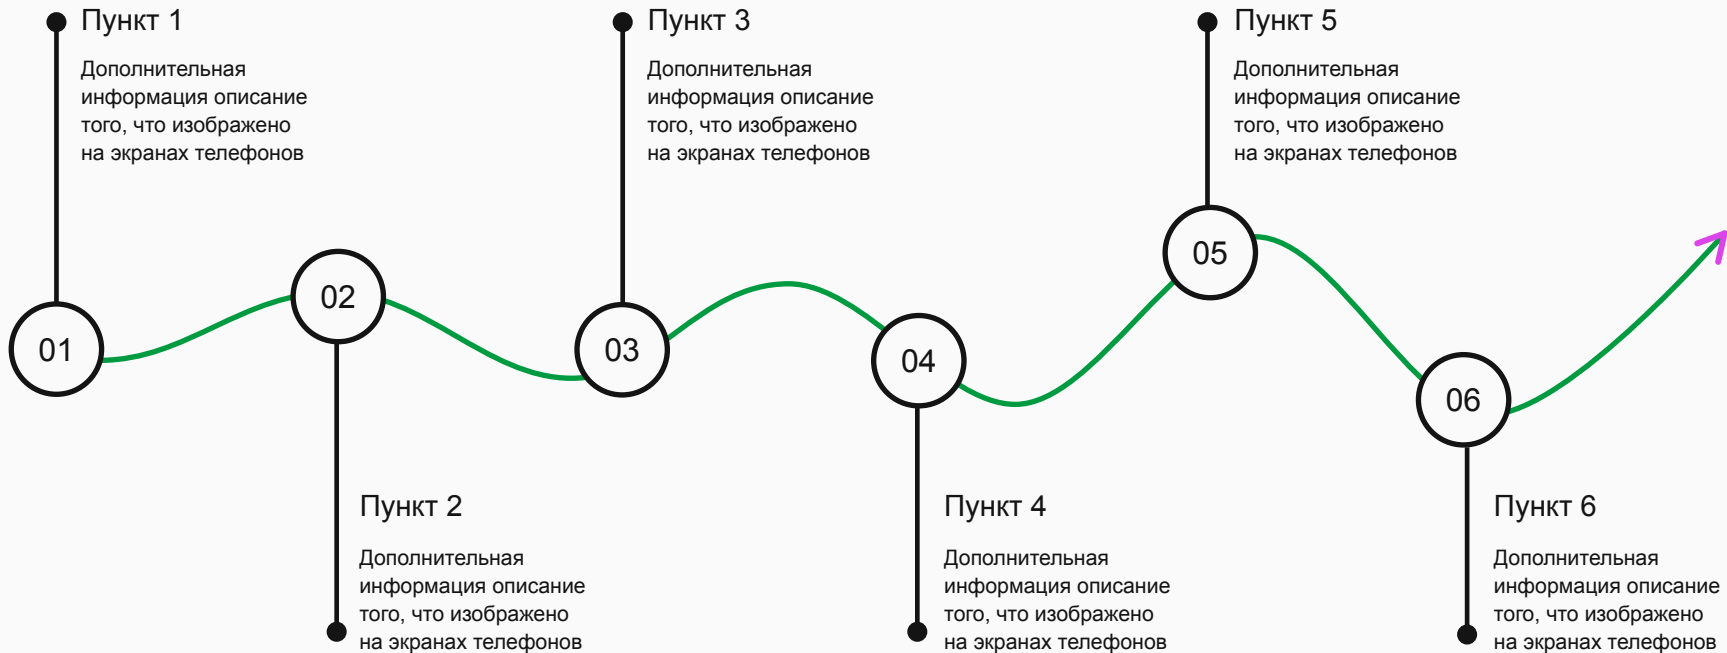 Пункт 1
Дополнительная
информация описание
того, что изображено
на экранах телефонов
Пункт 3
Дополнительная
информация описание
того, что изображено
на экранах телефонов
Пункт 5
Дополнительная
информация описание
того, что изображено
на экранах телефонов
01
02
03
04
05
06
Пункт 2
Дополнительная
информация описание
того, что изображено
на экранах телефонов
Пункт 4
Дополнительная
информация описание
того, что изображено
на экранах телефонов
Пункт 6
Дополнительная
информация описание
того, что изображено
на экранах телефонов